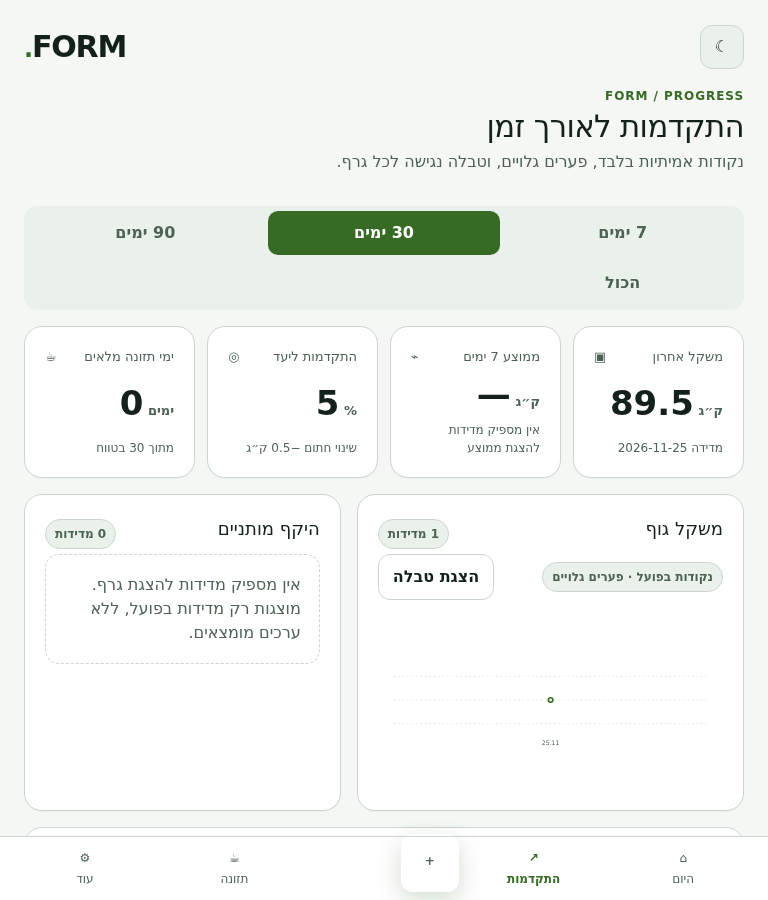 FORM.
☾
FORM / PROGRESS
התקדמות לאורך זמן
נקודות אמיתיות בלבד, פערים גלויים, וטבלה נגישה לכל גרף.
7 ימים
30 ימים
90 ימים
הכול
משקל אחרון
89.5 ק״ג
מדידה 2026-11-25
ממוצע 7 ימים
— ק״ג
אין מספיק מדידות
להצגת ממוצע
התקדמות ליעד
5 %
שינוי חתום −0.5 ק״ג
ימי תזונה מלאים
0 ימים
מתוך 30 בטווח
משקל גוף
1 מדידות
נקודות בפועל · פערים גלויים
הצגת טבלה
25.11
היקף מותניים
0 מדידות
אין מספיק מדידות להצגת גרף.
מוצגות רק מדידות בפועל, ללא
ערכים מומצאים.
היום
התקדמות
+
תזונה
עוד